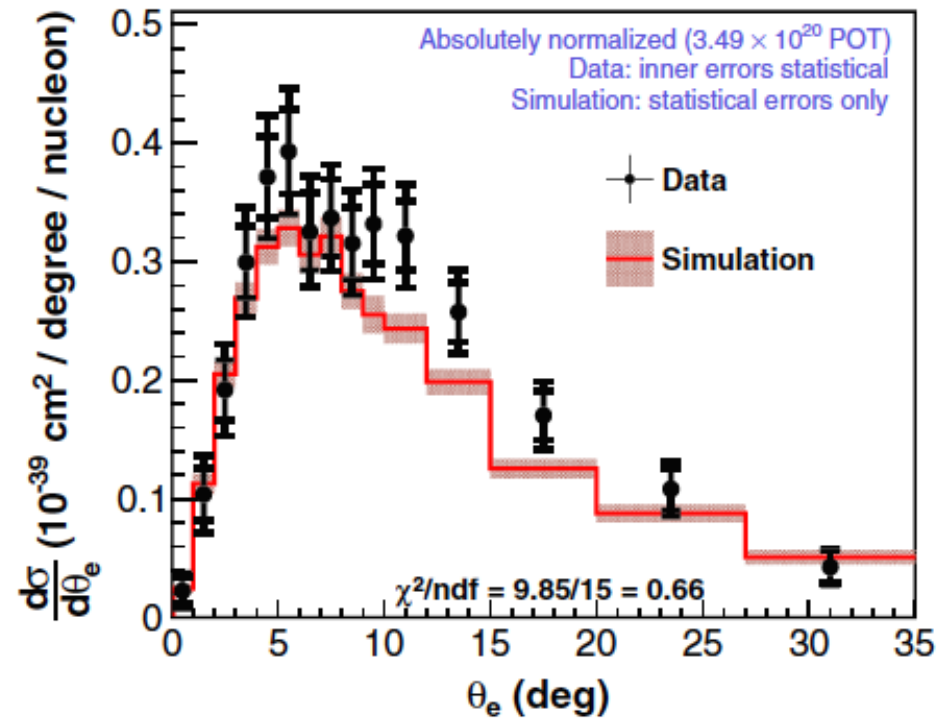 Absolutely normalized (3.49 × 10²⁰ POT)
Data: inner errors statistical
Simulation: statistical errors only
Data
Simulation
χ²/ndf = 9.85/15 = 0.66
dσ/dθₑ (10⁻³⁹ cm² / degree / nucleon)
0.5
0.4
0.3
0.2
0.1
0
0 5 10 15 20 25 30 35
θₑ (deg)